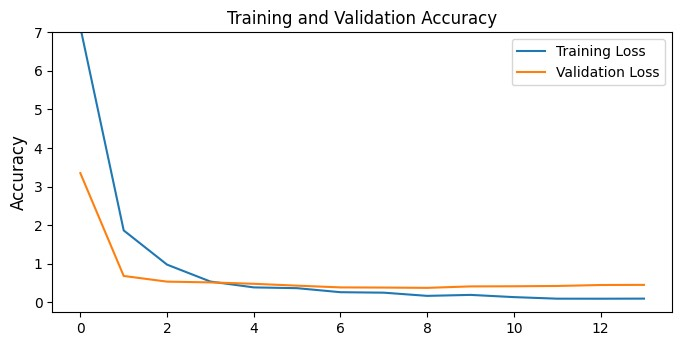 Training and Validation Accuracy
7
6
5
4
3
2
1
0
Accuracy
Training Loss
Validation Loss
0 2 4 6 8 10 12